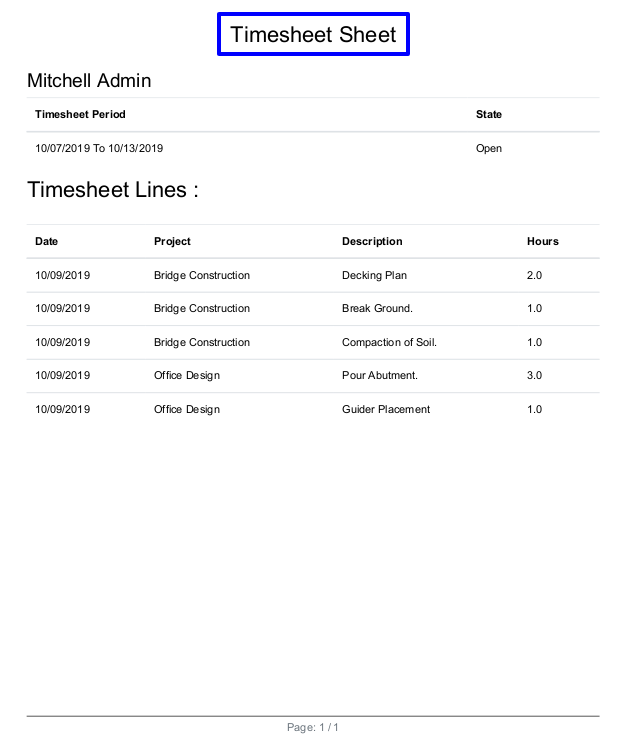 Timesheet Sheet
Mitchell Admin
Timesheet Period State
10/07/2019 To 10/13/2019 Open
Timesheet Lines :
Date Project Description Hours
10/09/2019 Bridge Construction Decking Plan 2.0
10/09/2019 Bridge Construction Break Ground. 1.0
10/09/2019 Bridge Construction Compaction of Soil. 1.0
10/09/2019 Office Design Pour Abutment. 3.0
10/09/2019 Office Design Guider Placement 1.0
Page: 1 / 1